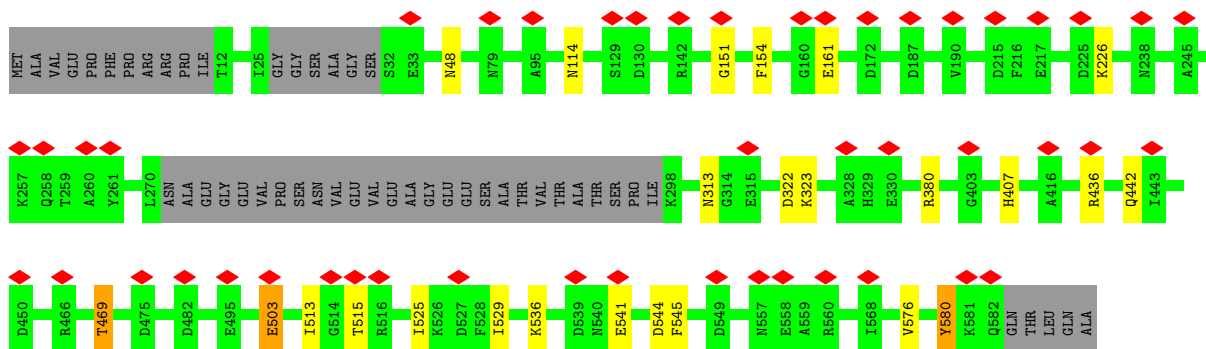 MET ALA VAL GLU PRO PHE PRO ARG ARG PRO ILE T12 I25 GLY GLY SER ALA GLY SER S32 E33 N48 N79 A95 N114 S129 D130 R142 G151 F154 G160 E161 D172 D187 V190 D215 F216 E217 D225 K226 N238 A245
K257 Q258 T259 A260 Y261 L270 ASN ALA GLU GLY GLU VAL PRO SER ASN VAL GLU VAL GLU ALA GLY GLU GLU SER ALA THR VAL THR ALA THR SER PRO ILE K298 N313 G314 E315 D322 K323 A328 H329 E330 R380 G403 H407 A416 R436 Q442 I443
D450 R466 T469 D475 D482 E495 E503 I513 G514 T515 R516 I525 K526 D527 F528 I529 K536 D539 N540 E541 D544 F545 D549 N557 E558 A559 R560 I568 V576 Y580 K581 Q582 GLN THR LEU GLN ALA